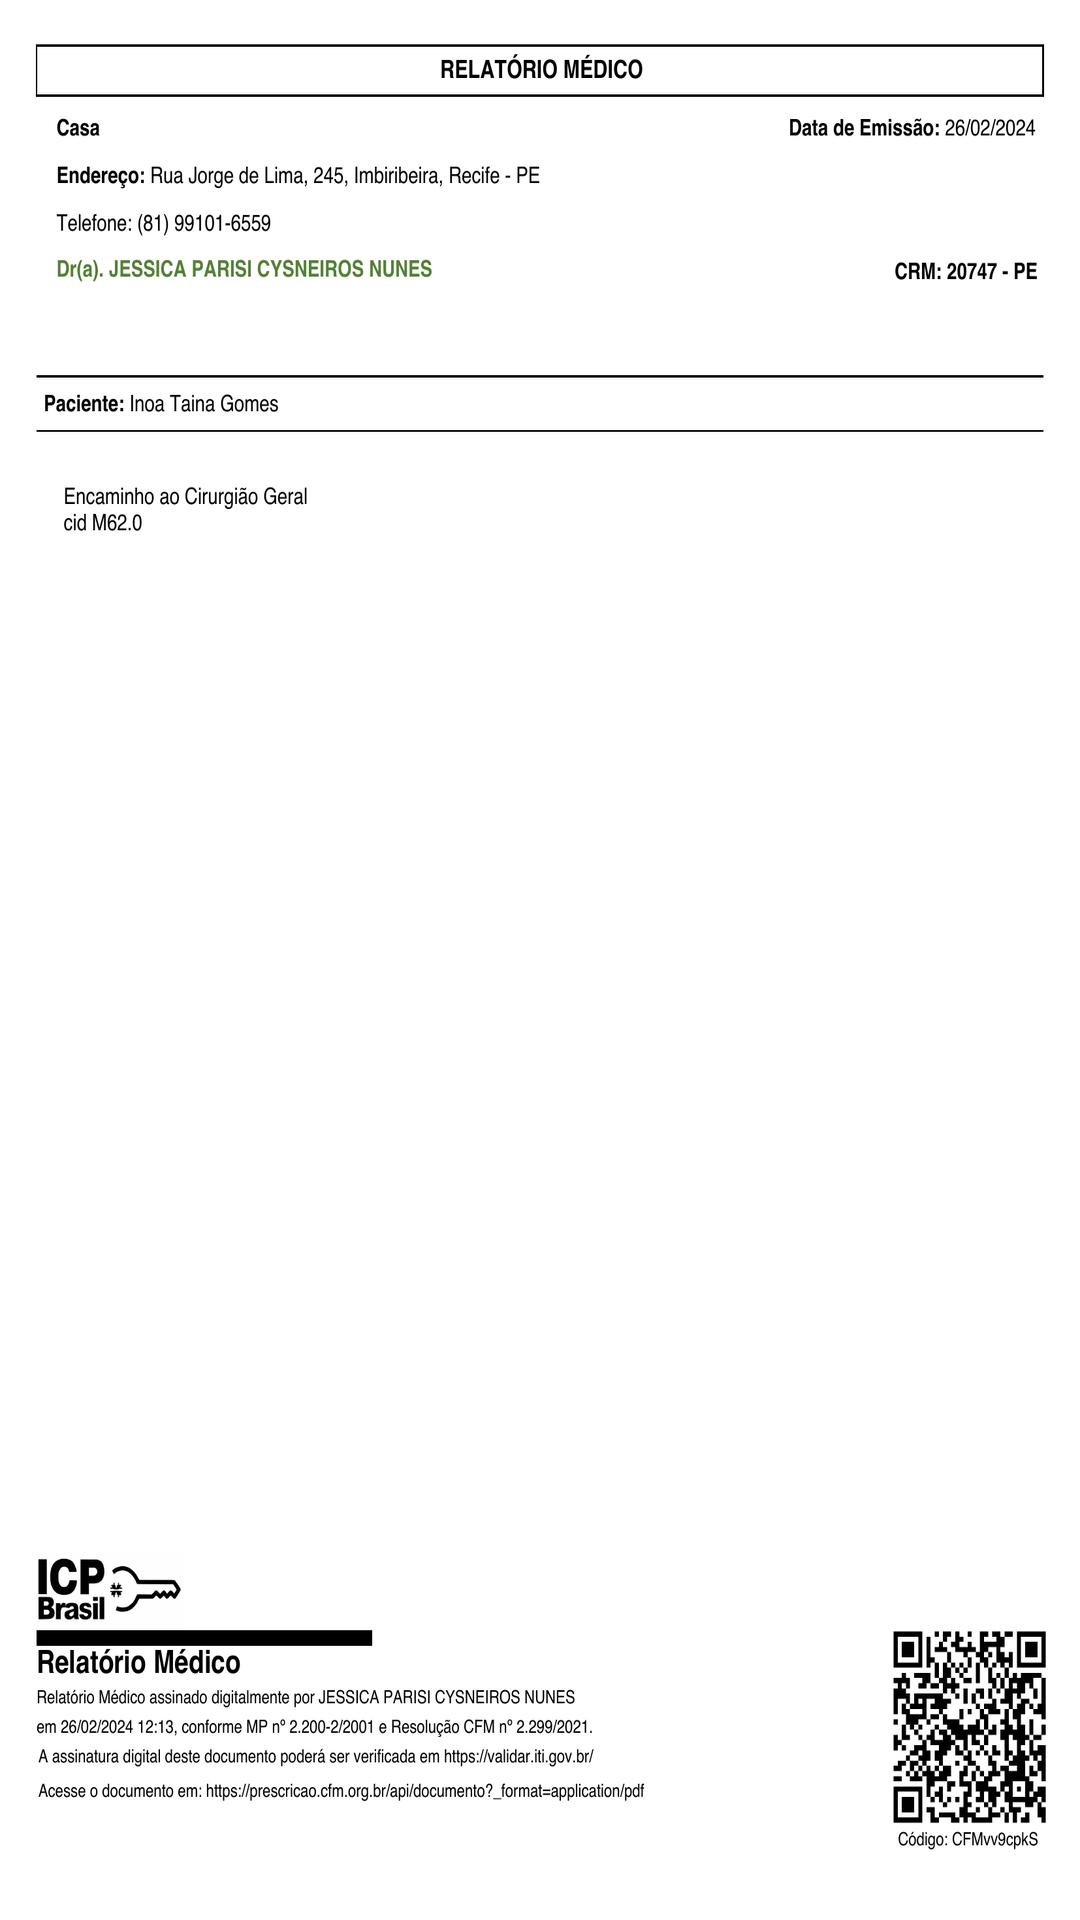 RELATÓRIO MÉDICO
Casa
Data de Emissão: 26/02/2024
Endereço: Rua Jorge de Lima, 245, Imbiribeira, Recife - PE
Telefone: (81) 99101-6559
Dr(a). JESSICA PARISI CYSNEIROS NUNES
CRM: 20747 - PE
Paciente: Inoa Taina Gomes
Encaminho ao Cirurgião Geral
cid M62.0
ICP
Brasil
Relatório Médico
Relatório Médico assinado digitalmente por JESSICA PARISI CYSNEIROS NUNES
em 26/02/2024 12:13, conforme MP nº 2.200-2/2001 e Resolução CFM nº 2.299/2021.
A assinatura digital deste documento poderá ser verificada em https://validar.iti.gov.br/
Acesse o documento em: https://prescricao.cfm.org.br/api/documento?_format=application/pdf
Código: CFMvv9cpkS